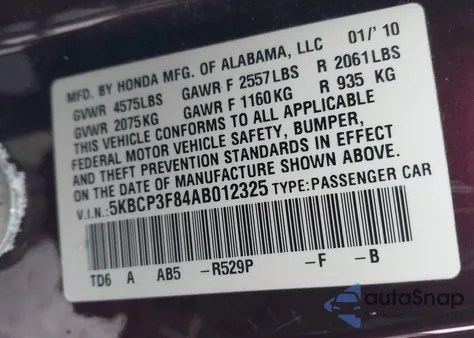 MFD. BY HONDA MFG. OF ALABAMA, LLC 01/' 10
GVWR 4575LBS GAWR F 2557LBS R 2061LBS
GVWR 2075KG GAWR F 1160KG R 935 KG
THIS VEHICLE CONFORMS TO ALL APPLICABLE
FEDERAL MOTOR VEHICLE SAFETY, BUMPER,
AND THEFT PREVENTION STANDARDS IN EFFECT
ON THE DATE OF MANUFACTURE SHOWN ABOVE.
V.I.N.:5KBCP3F84AB012325 TYPE:PASSENGER CAR
TD6 A AB5 -R529P -F -B
autoSnap